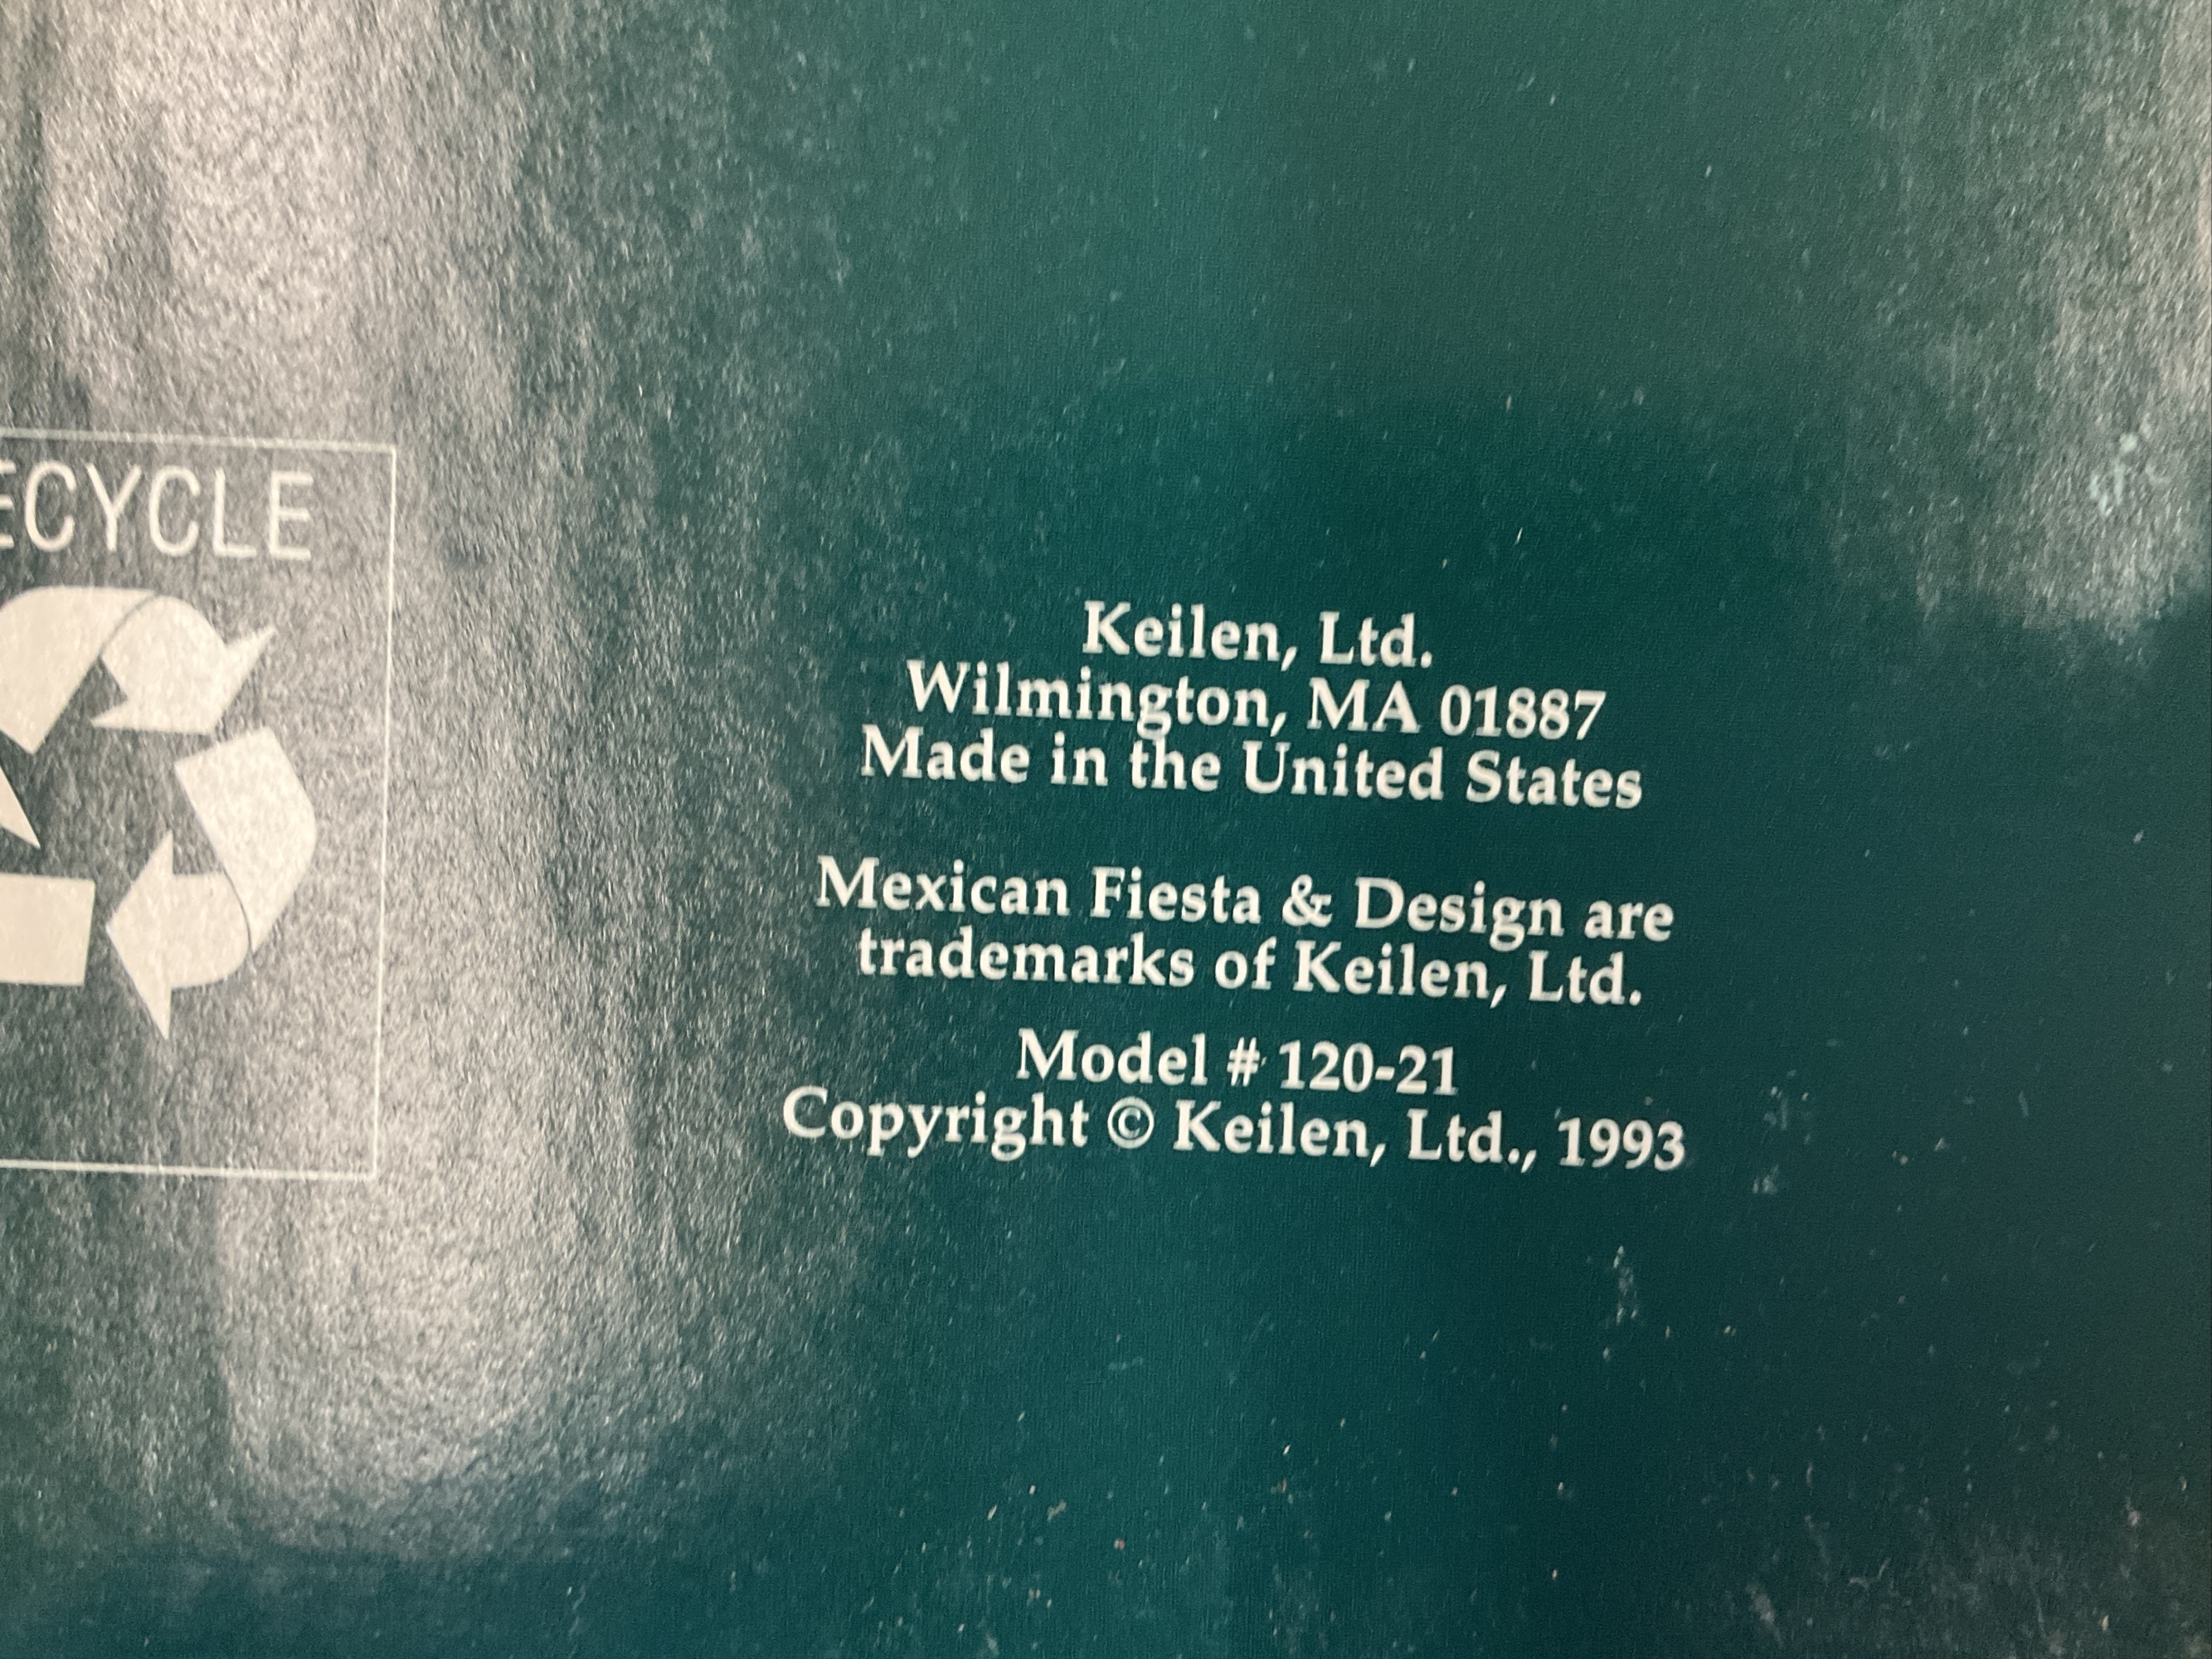 ECYCLE
Keilen, Ltd.
Wilmington, MA 01887
Made in the United States
Mexican Fiesta & Design are
trademarks of Keilen, Ltd.
Model # 120-21
Copyright © Keilen, Ltd., 1993